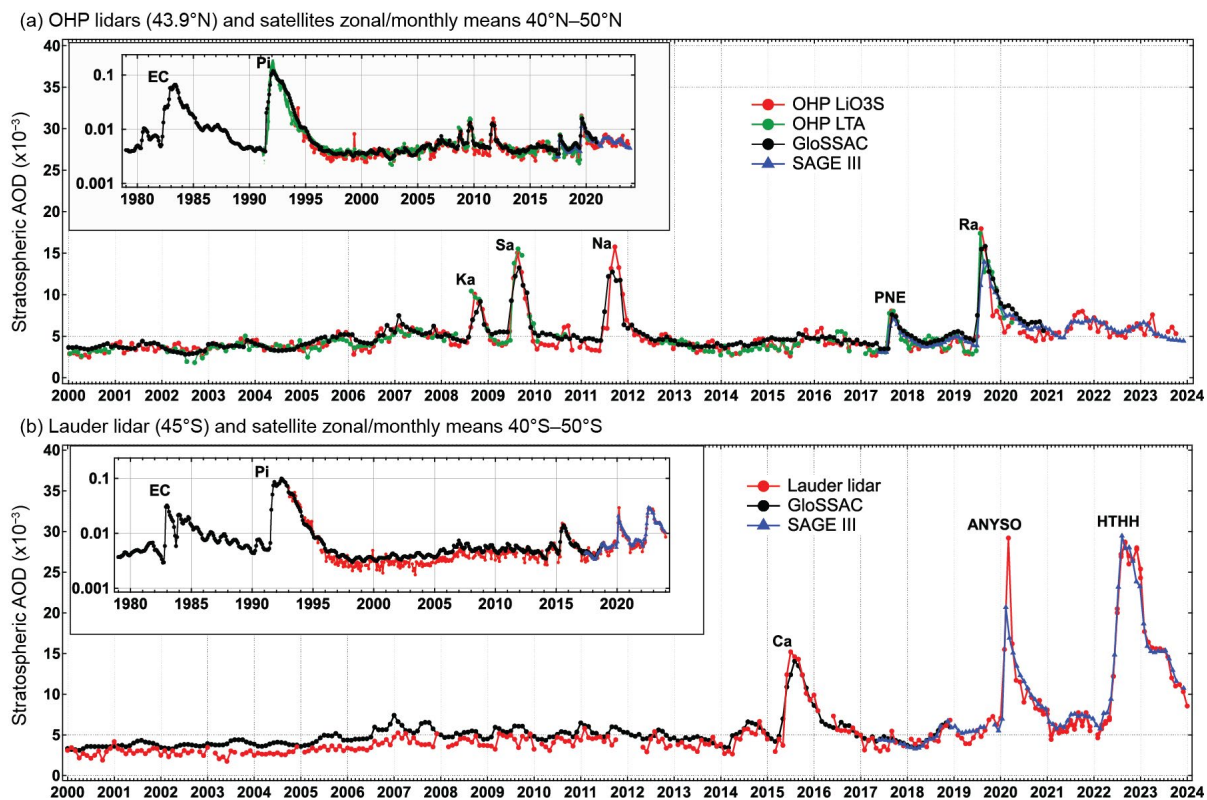 (a) OHP lidars (43.9°N) and satellites zonal/monthly means 40°N–50°N
Stratospheric AOD (x10⁻³)
40
35
30
25
20
15
10
5
0
0.1
0.01
0.001
EC
Pi
1980 1985 1990 1995 2000 2005 2010 2015 2020
OHP LiO3S
OHP LTA
GloSSAC
SAGE III
Ka
Sa
Na
PNE
Ra
2000 2001 2002 2003 2004 2005 2006 2007 2008 2009 2010 2011 2012 2013 2014 2015 2016 2017 2018 2019 2020 2021 2022 2023 2024
(b) Lauder lidar (45°S) and satellite zonal/monthly means 40°S–50°S
Stratospheric AOD (x10⁻³)
40
35
30
25
20
15
10
5
0
0.1
0.01
0.001
EC
Pi
1980 1985 1990 1995 2000 2005 2010 2015 2020
Lauder lidar
GloSSAC
SAGE III
Ca
ANYSO
HTHH
2000 2001 2002 2003 2004 2005 2006 2007 2008 2009 2010 2011 2012 2013 2014 2015 2016 2017 2018 2019 2020 2021 2022 2023 2024